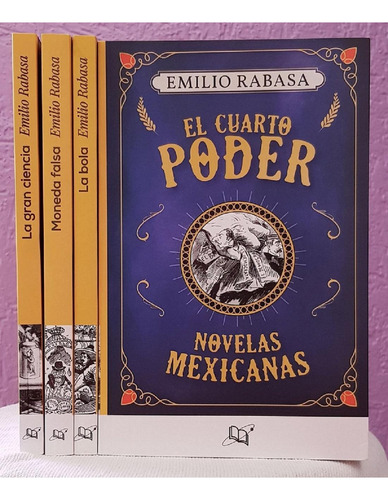 La gran ciencia Emilio Rabasa
Moneda falsa Emilio Rabasa
La bola Emilio Rabasa
EMILIO RABASA
EL CUARTO
PODER
NOVELAS
MEXICANAS